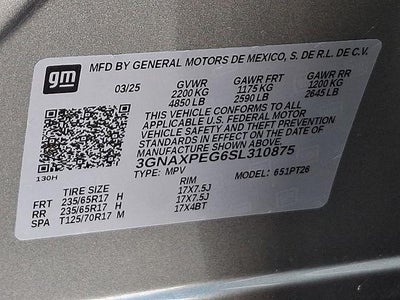 gm
MFD BY GENERAL MOTORS DE MEXICO, S. DE R.L. DE C.V.
03/25 GVWR GAWR FRT GAWR RR
2200 KG 1175 KG 1200 KG
4850 LB 2590 LB 2645 LB
THIS VEHICLE CONFORMS TO ALL
APPLICABLE U.S. FEDERAL MOTOR
VEHICLE SAFETY AND THEFT PREVENTION
STANDARDS IN EFFECT ON THE DATE OF
MANUFACTURE SHOWN ABOVE.
3GNAXPEG6SL310875
130H
TYPE: MPV MODEL: 651PT26
TIRE SIZE RIM
FRT 235/65R17 H 17X7.5J
RR 235/65R17 H 17X7.5J
SPA T125/70R17 M 17X4BT